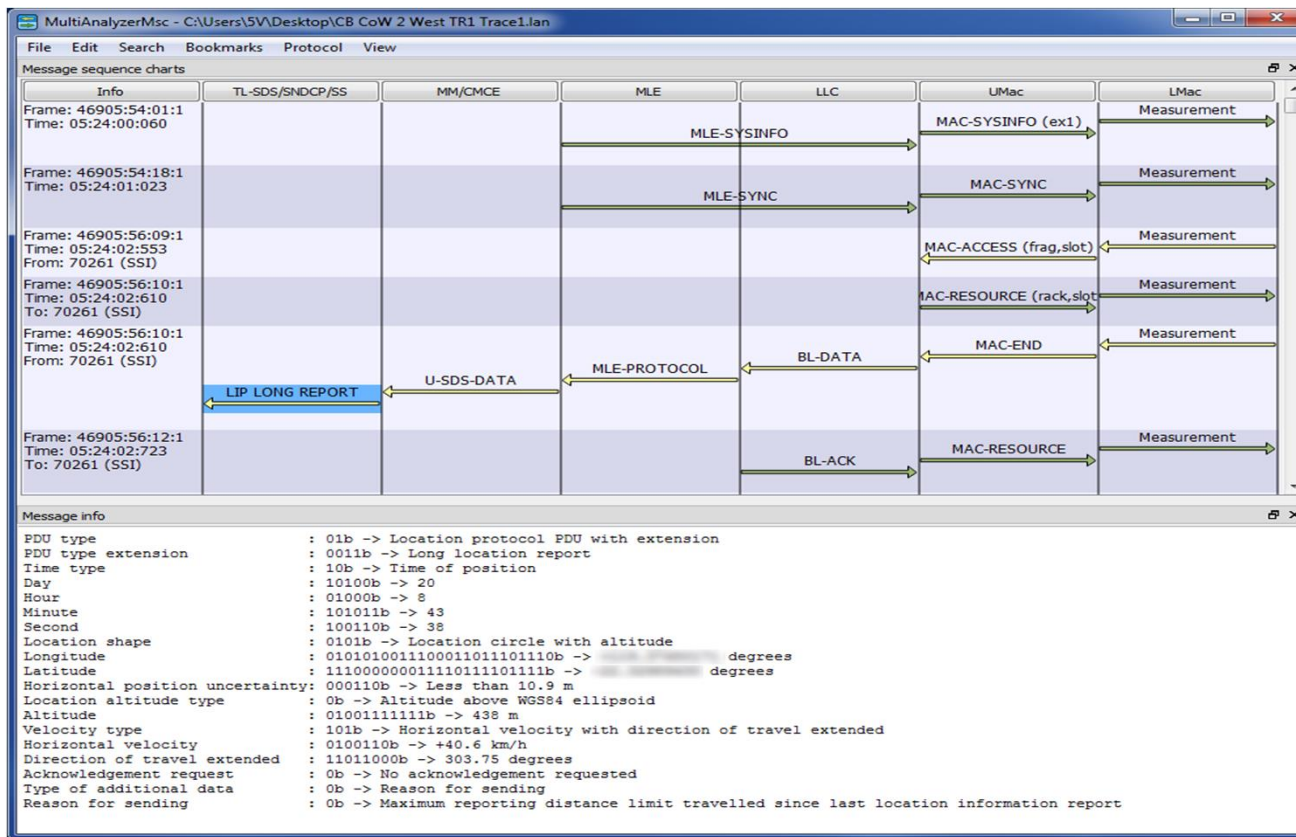 MultiAnalyzerMsc - C:\Users\5V\Desktop\CB CoW 2 West TR1 Trace1.lan
File Edit Search Bookmarks Protocol View
Message sequence charts
Info TL-SDS/SNDCP/SS MM/CMCE MLE LLC UMac LMac
Frame: 46905:54:01:1
Time: 05:24:00:060
MLE-SYSINFO
MAC-SYSINFO (ex1)
Measurement
Frame: 46905:54:18:1
Time: 05:24:01:023
MLE-SYNC
MAC-SYNC
Measurement
Frame: 46905:56:09:1
Time: 05:24:02:553
From: 70261 (SSI)
MAC-ACCESS (frag,slot)
Measurement
Frame: 46905:56:10:1
Time: 05:24:02:610
To: 70261 (SSI)
MAC-RESOURCE (rack,slot
Measurement
Frame: 46905:56:10:1
Time: 05:24:02:610
From: 70261 (SSI)
LIP LONG REPORT
U-SDS-DATA
MLE-PROTOCOL
BL-DATA
MAC-END
Measurement
Frame: 46905:56:12:1
Time: 05:24:02:723
To: 70261 (SSI)
BL-ACK
MAC-RESOURCE
Measurement
Message info
PDU type : 01b -> Location protocol PDU with extension
PDU type extension : 0011b -> Long location report
Time type : 10b -> Time of position
Day : 10100b -> 20
Hour : 01000b -> 8
Minute : 101011b -> 43
Second : 100110b -> 38
Location shape : 0101b -> Location circle with altitude
Longitude : 0101010011100011011101110b -> degrees
Latitude : 111000000011110111101111b -> degrees
Horizontal position uncertainty: 000110b -> Less than 10.9 m
Location altitude type : 0b -> Altitude above WGS84 ellipsoid
Altitude : 01001111111b -> 438 m
Velocity type : 101b -> Horizontal velocity with direction of travel extended
Horizontal velocity : 0100110b -> +40.6 km/h
Direction of travel extended : 11011000b -> 303.75 degrees
Acknowledgement request : 0b -> No acknowledgement requested
Type of additional data : 0b -> Reason for sending
Reason for sending : 0b -> Maximum reporting distance limit travelled since last location information report